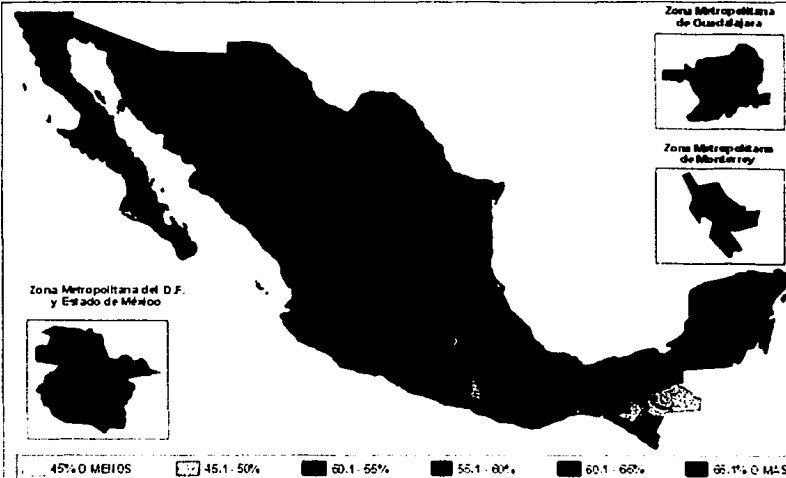 Zona Metropolitana
de Guadalajara
Zona Metropolitana
de Monterrey
Zona Metropolitana del D.F.
y Estado de México
45% O MENOS
45.1 - 50%
60.1 - 55%
55.1 - 60%
60.1 - 65%
65.1% O MAS